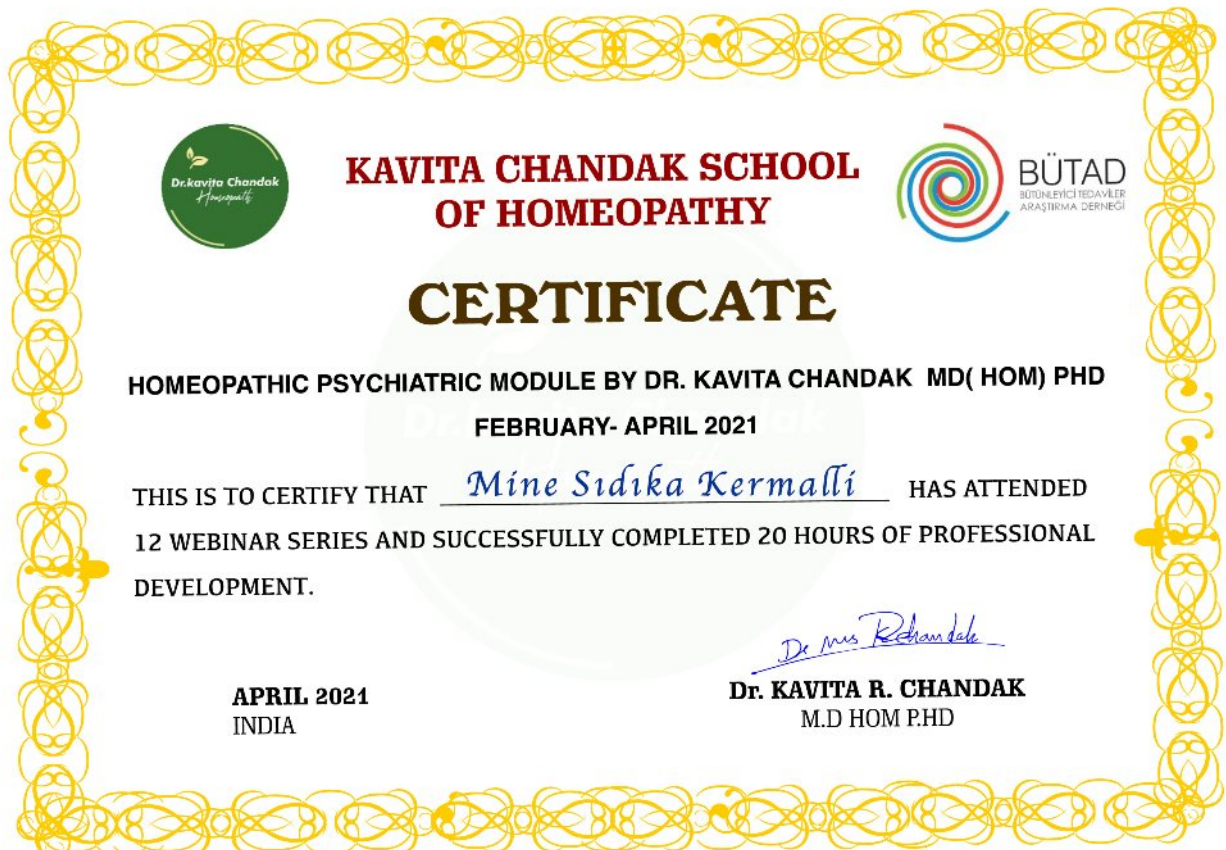 Dr.kavita Chandak
Homeopath
KAVITA CHANDAK SCHOOL
OF HOMEOPATHY
BÜTAD
BÜTÜNLEYİCİ TEDAVİLER
ARAŞTIRMA DERNEĞİ
CERTIFICATE
HOMEOPATHIC PSYCHIATRIC MODULE BY DR. KAVITA CHANDAK MD( HOM) PHD
FEBRUARY- APRIL 2021
THIS IS TO CERTIFY THAT Mine Sıdıka Kermalli HAS ATTENDED
12 WEBINAR SERIES AND SUCCESSFULLY COMPLETED 20 HOURS OF PROFESSIONAL
DEVELOPMENT.
APRIL 2021
INDIA
Dr. KAVITA R. CHANDAK
M.D HOM P.HD